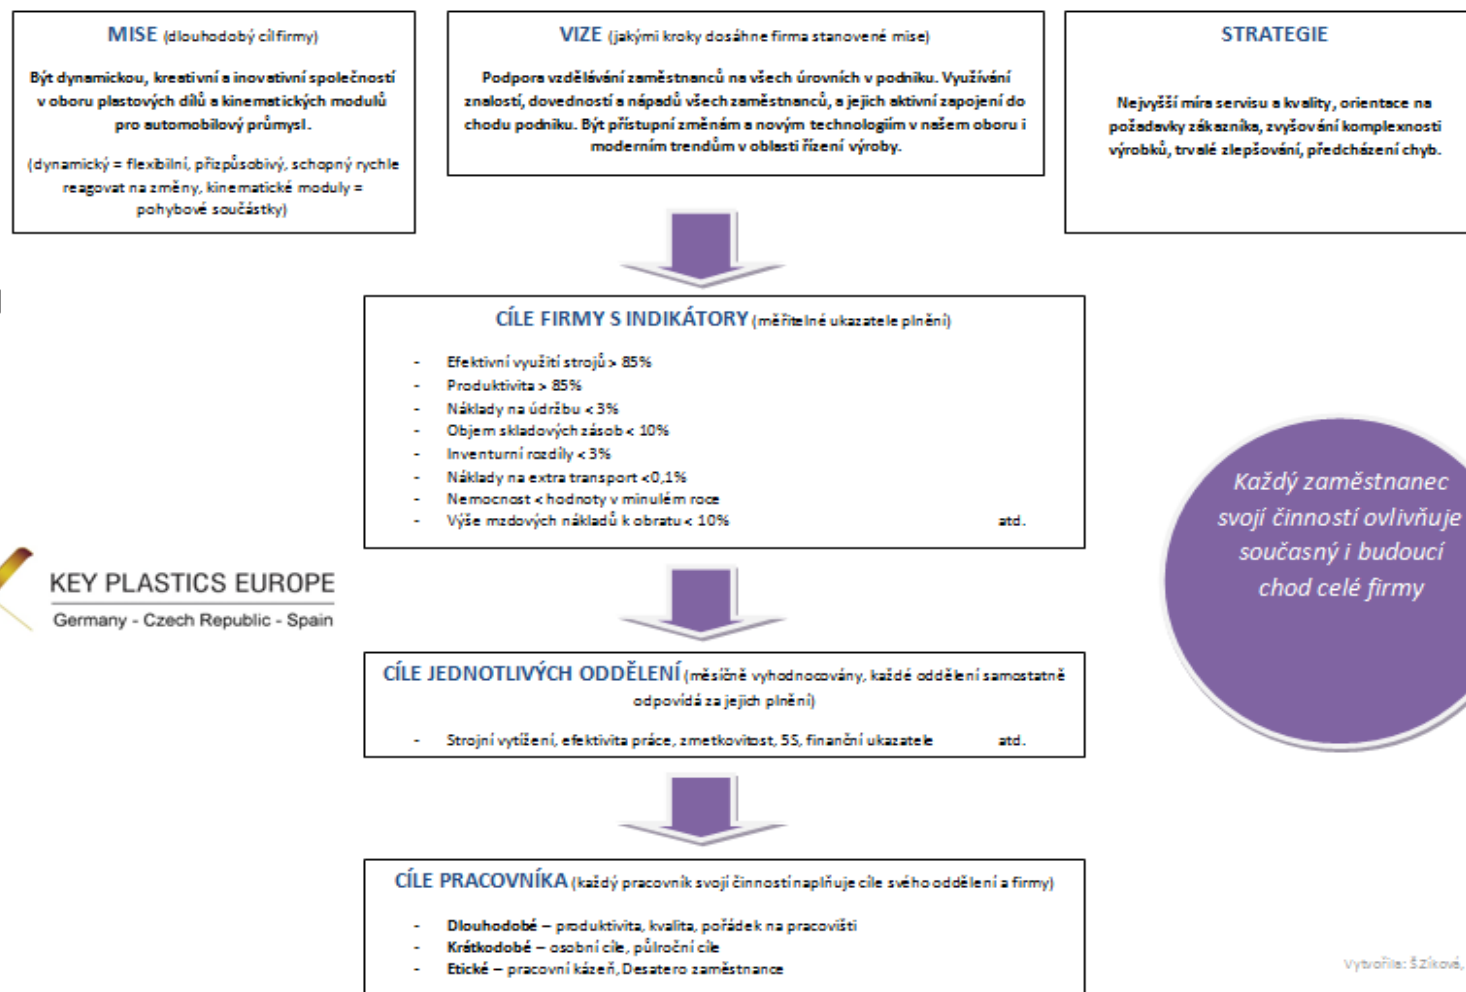 MISE (dlouhodobý cíl firmy)
Být dynamickou, kreativní a inovativní společností
v oboru plastových dílů a kinematických modulů
pro automobilový průmysl.
(dynamický = flexibilní, přizpůsobivý, schopný rychle
reagovat na změny, kinematické moduly =
pohybové součástky)
VIZE (jakými kroky dosáhne firma stanovené mise)
Podpora vzdělávání zaměstnanců na všech úrovních v podniku. Využívání
znalostí, dovedností a nápadů všech zaměstnanců, a jejich aktivní zapojení do
chodu podniku. Být přístupní změnám a novým technologiím v našem oboru i
moderním trendům v oblasti řízení výroby.
STRATEGIE
Nejvyšší míra servisu a kvality, orientace na
požadavky zákazníka, zvyšování komplexnosti
výrobků, trvalé zlepšování, předcházení chyb.
CÍLE FIRMY S INDIKÁTORY (měřitelné ukazatele plnění)
- Efektivní využití strojů > 85%
- Produktivita > 85%
- Náklady na údržbu < 3%
- Objem skladových zásob < 10%
- Inventurní rozdíly < 3%
- Náklady na extra transport <0,1%
- Nemocnost < hodnoty v minulém roce
- Výše mzdových nákladů k obratu < 10% atd.
KEY PLASTICS EUROPE
Germany - Czech Republic - Spain
Každý zaměstnanec
svojí činností ovlivňuje
současný i budoucí
chod celé firmy
CÍLE JEDNOTLIVÝCH ODDĚLENÍ (měsíčně vyhodnocovány, každé oddělení samostatně
odpovídá za jejich plnění)
- Strojní vytížení, efektivita práce, zmetkovitost, 5S, finanční ukazatele atd.
CÍLE PRACOVNÍKA (každý pracovník svojí činností naplňuje cíle svého oddělení a firmy)
- Dlouhodobé – produktivita, kvalita, pořádek na pracovišti
- Krátkodobé – osobní cíle, půlroční cíle
- Etické – pracovní kázeň, Desatero zaměstnance
Vytvořila: Š.Zíková,